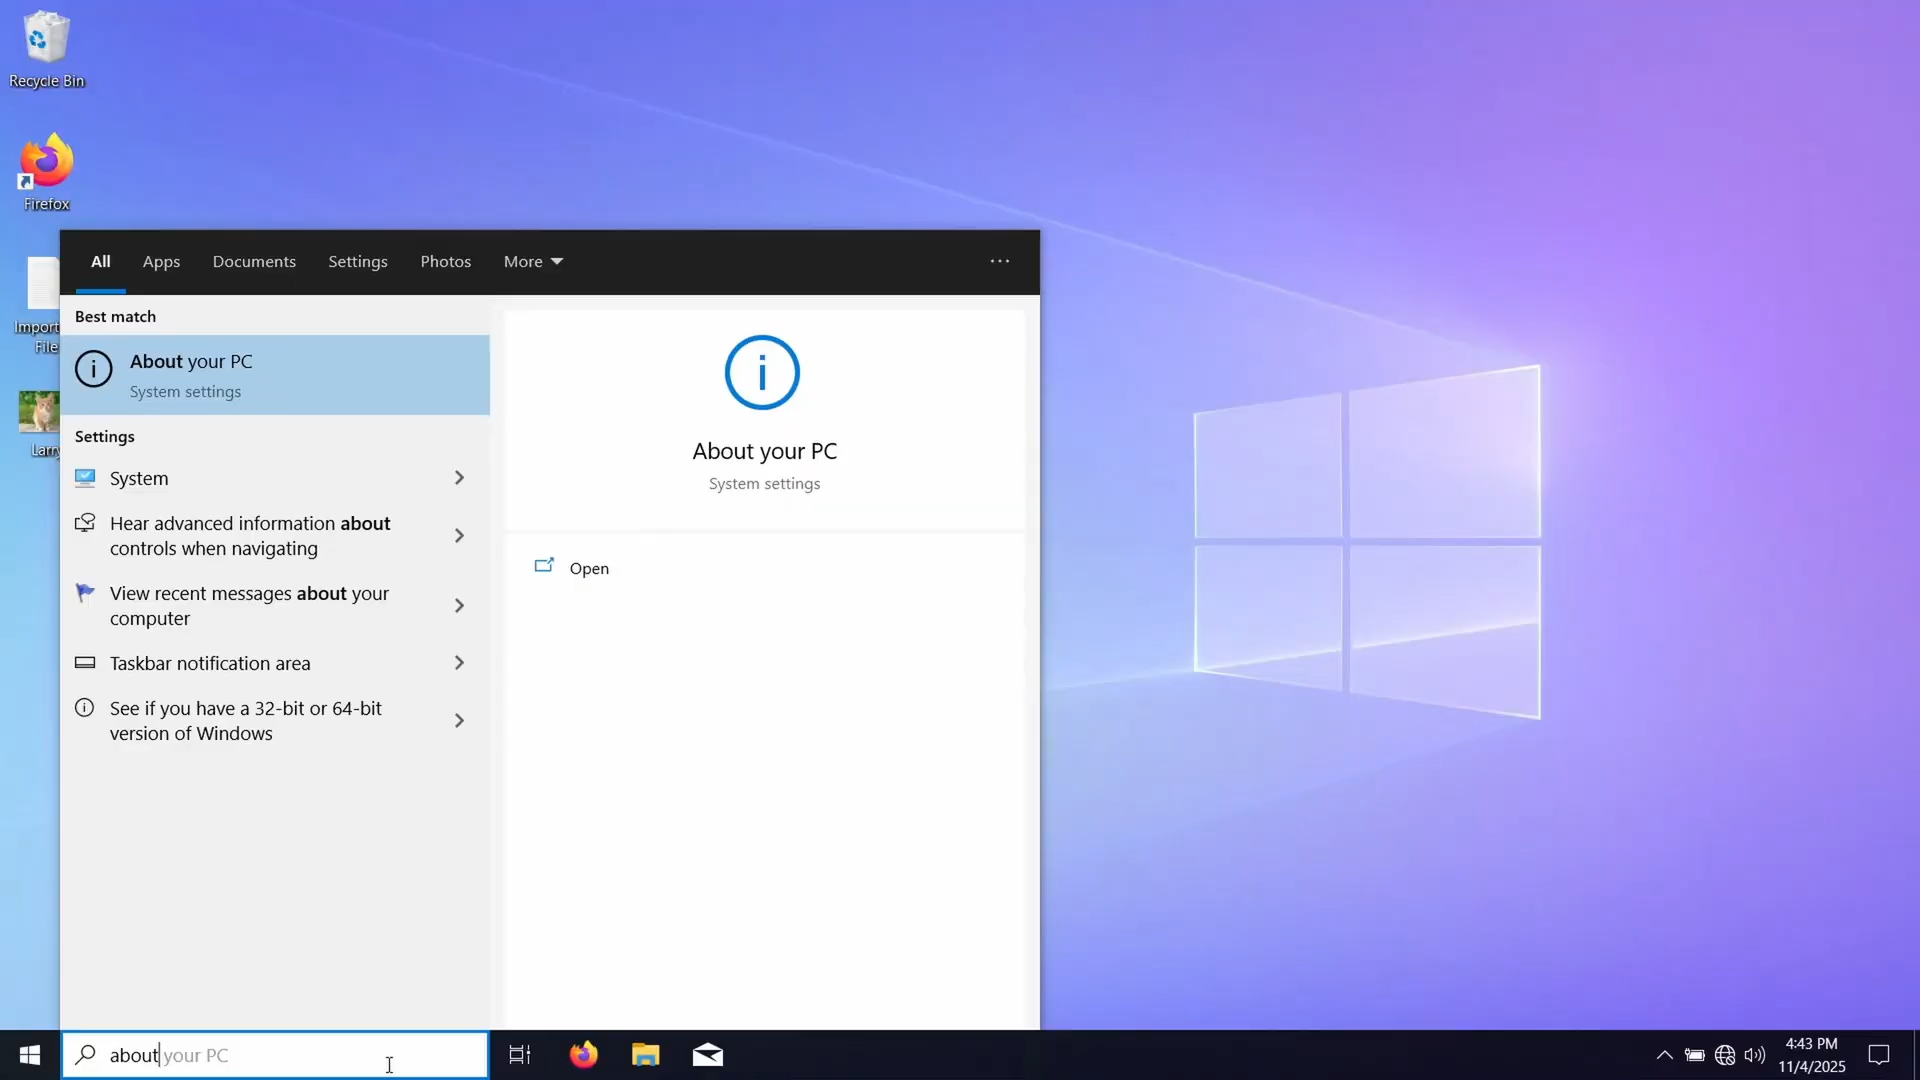 Recycle Bin
Firefox
Import
File
Larry
All Apps Documents Settings Photos More ...
Best match
About your PC
System settings
Settings
System
Hear advanced information about
controls when navigating
View recent messages about your
computer
Taskbar notification area
See if you have a 32-bit or 64-bit
version of Windows
About your PC
System settings
Open
about your PC
4:43 PM
11/4/2025